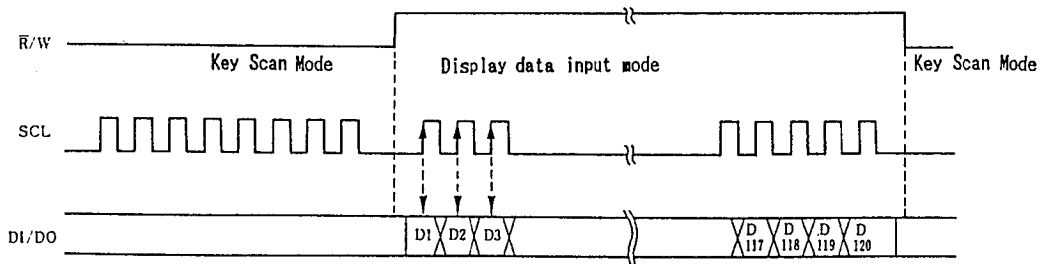 R̅/W
Key Scan Mode
Display data input mode
Key Scan Mode
SCL
DI/DO
D1
D2
D3
D
117
D
118
D
119
D
120